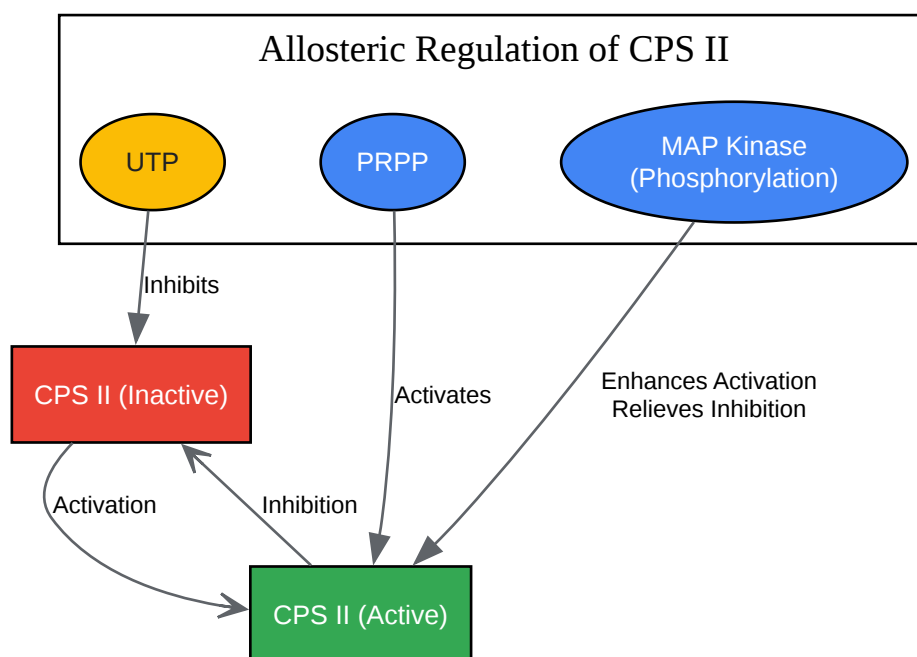 Allosteric Regulation of CPS II
UTP
PRPP
MAP Kinase
(Phosphorylation)
Inhibits
CPS II (Inactive)
Activates
Enhances Activation
Relieves Inhibition
Activation
Inhibition
CPS II (Active)